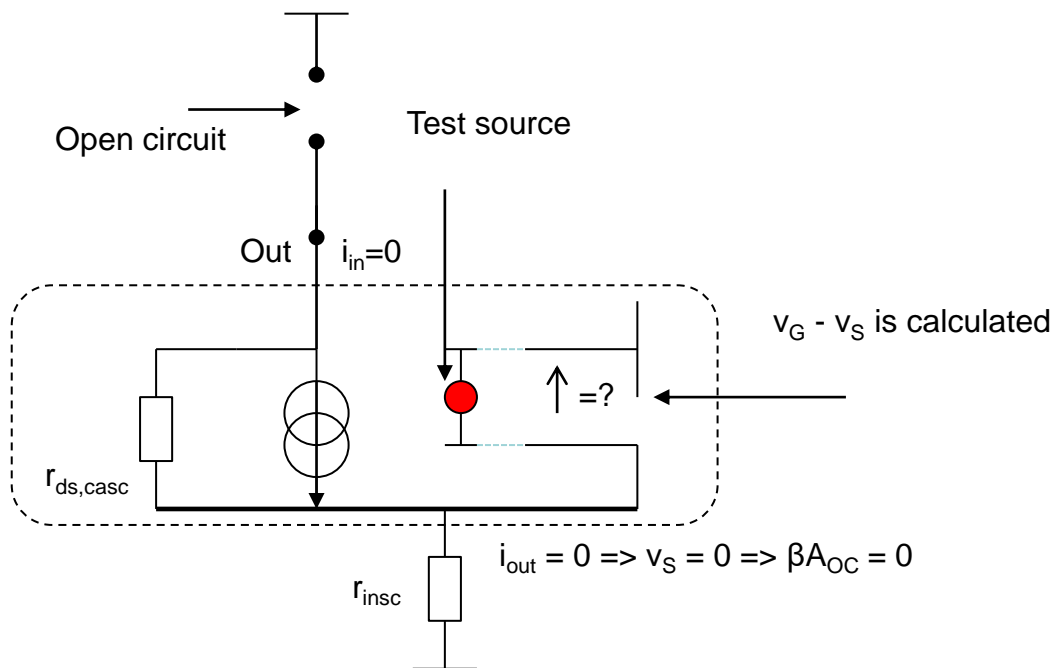 Open circuit
Test source
Out
i_in=0
v_G - v_S is calculated
=?
r_ds,casc
i_out = 0 => v_S = 0 => βA_OC = 0
r_insc